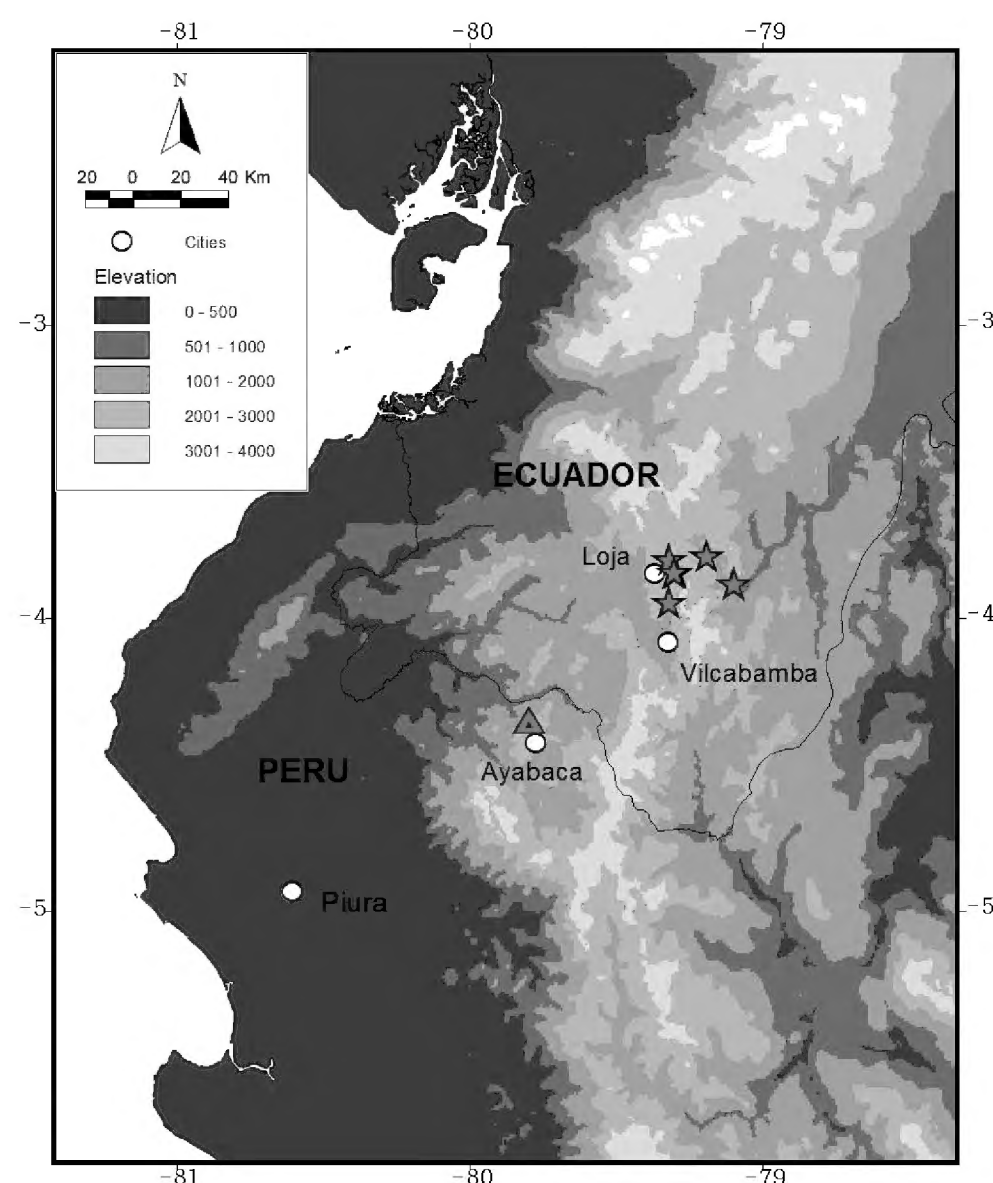 -81 -80 -79
N
20 0 20 40 Km
Cities
Elevation
0 - 500
501 - 1000
1001 - 2000
2001 - 3000
3001 - 4000
-3 -3
ECUADOR
Loja
-4 -4
Vilcabamba
PERU
Ayabaca
Piura
-5 -5
-81 -80 -79